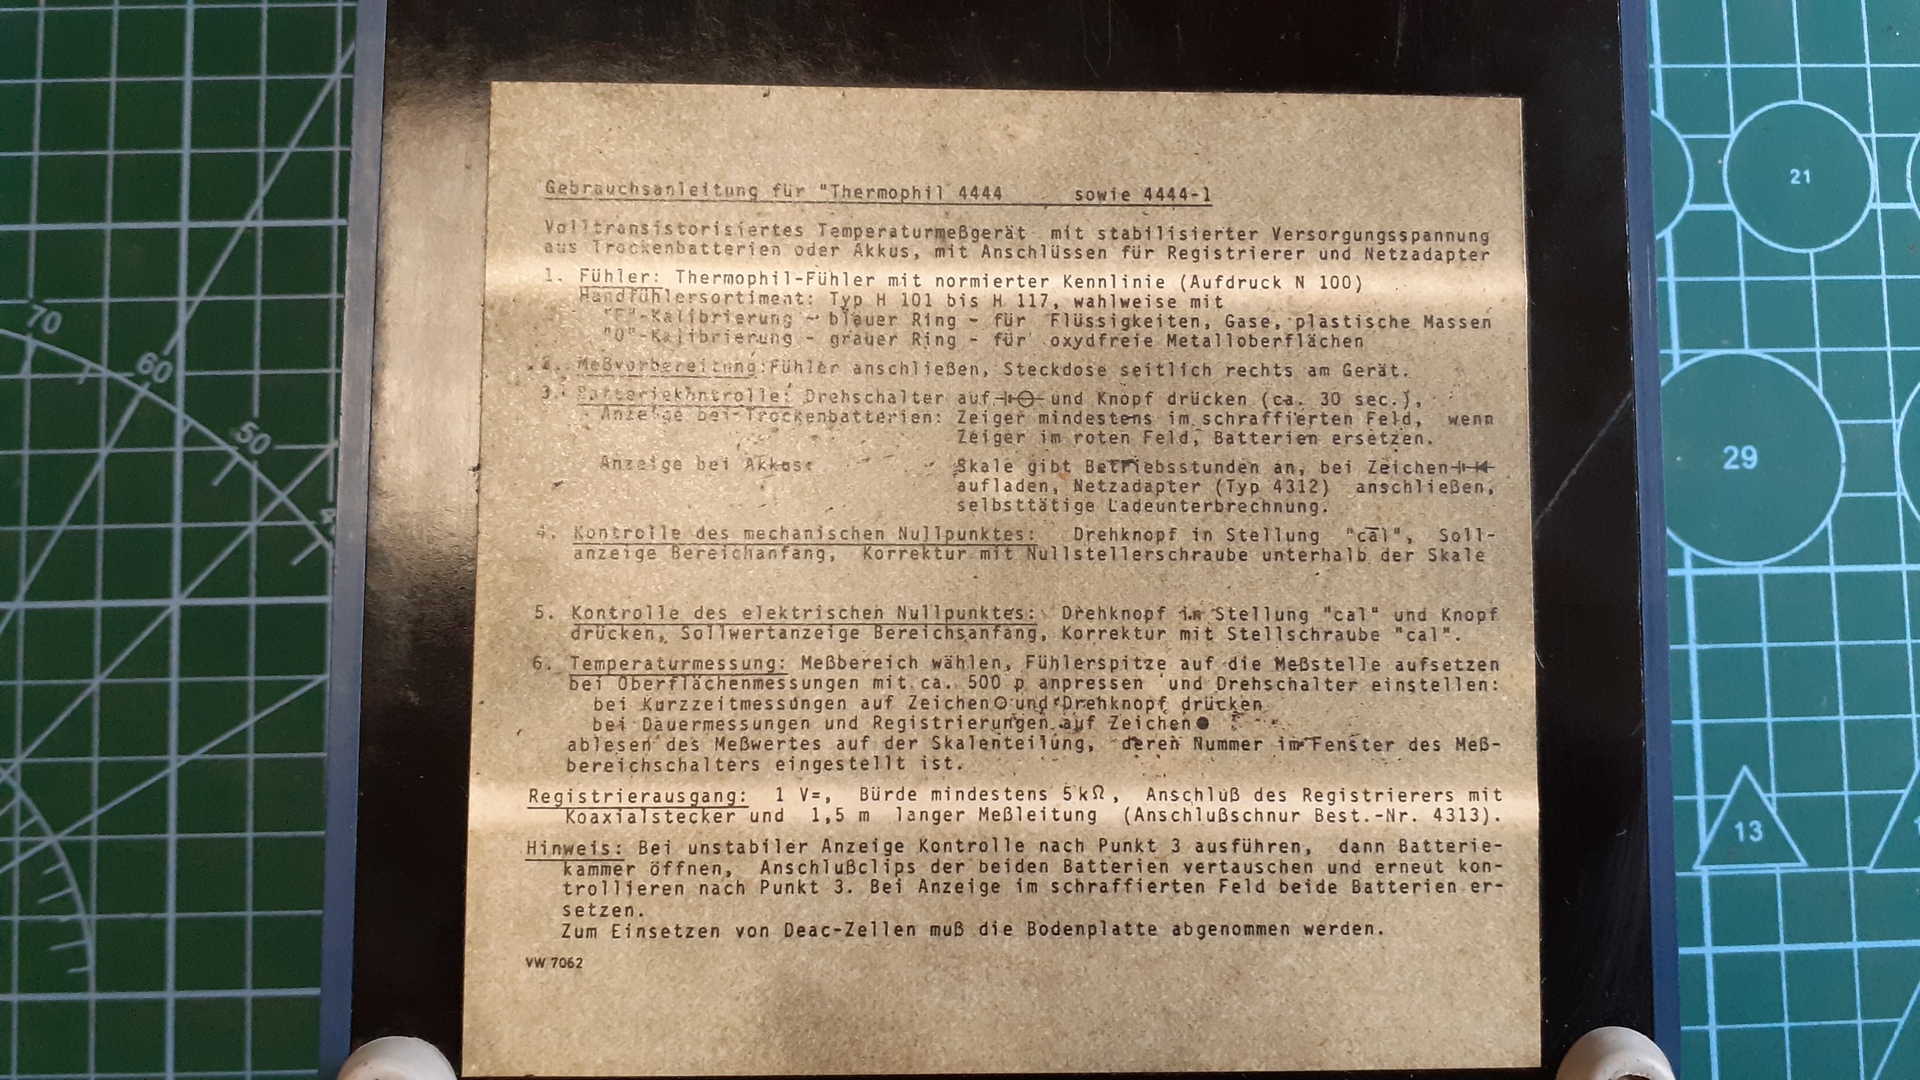 Gebrauchsanleitung für "Thermophil 4444 sowie 4444-1
Volltransistorisiertes Temperaturmeßgerät mit stabilisierter Versorgungsspannung
aus Trockenbatterien oder Akkus, mit Anschlüssen für Registrierer und Netzadapter
1. Fühler: Thermophil-Fühler mit normierter Kennlinie (Aufdruck N 100)
Handfühlersortiment: Typ H 101 bis H 117, wahlweise mit
"F"-Kalibrierung - blauer Ring - für Flüssigkeiten, Gase, plastische Massen
"O"-Kalibrierung - grauer Ring - für oxydfreie Metalloberflächen
2. Meßvorbereitung: Fühler anschließen, Steckdose seitlich rechts am Gerät.
3. Batteriekontrolle: Drehschalter auf und Knopf drücken (ca. 30 sec.),
Anzeige bei Trockenbatterien: Zeiger mindestens im schraffierten Feld, wenn
Zeiger im roten Feld, Batterien ersetzen.
Anzeige bei Akkus: Skale gibt Betriebsstunden an, bei Zeichen
aufladen, Netzadapter (Typ 4312) anschließen,
selbsttätige Ladeunterbrechnung.
4. Kontrolle des mechanischen Nullpunktes: Drehknopf in Stellung "cal", Soll-
anzeige Bereichanfang, Korrektur mit Nullstellerschraube unterhalb der Skale
5. Kontrolle des elektrischen Nullpunktes: Drehknopf in Stellung "cal" und Knopf
drücken, Sollwertanzeige Bereichsanfang, Korrektur mit Stellschraube "cal".
6. Temperaturmessung: Meßbereich wählen, Fühlerspitze auf die Meßstelle aufsetzen
bei Oberflächenmessungen mit ca. 500 p anpressen und Drehschalter einstellen:
bei Kurzzeitmessungen auf Zeichen ○ und Drehknopf drücken
bei Dauermessungen und Registrierungen auf Zeichen ●
ablesen des Meßwertes auf der Skalenteilung, deren Nummer im Fenster des Meß-
bereichschalters eingestellt ist.
Registrierausgang: 1 V=, Bürde mindestens 5 kΩ, Anschluß des Registrierers mit
Koaxialstecker und 1,5 m langer Meßleitung (Anschlußschnur Best.-Nr. 4313).
Hinweis: Bei unstabiler Anzeige Kontrolle nach Punkt 3 ausführen, dann Batterie-
kammer öffnen, Anschlußclips der beiden Batterien vertauschen und erneut kon-
trollieren nach Punkt 3. Bei Anzeige im schraffierten Feld beide Batterien er-
setzen.
Zum Einsetzen von Deac-Zellen muß die Bodenplatte abgenommen werden.
VW 7062
70
60
50
21
29
13